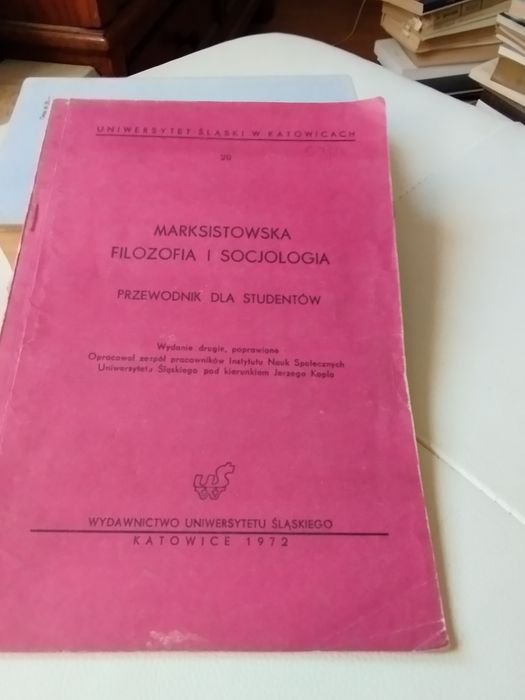 UNIWERSYTET ŚLĄSKI W KATOWICACH
20
MARKSISTOWSKA
FILOZOFIA I SOCJOLOGIA
PRZEWODNIK DLA STUDENTÓW
Wydanie drugie, poprawione
Opracował zespół pracowników Instytutu Nauk Społecznych
Uniwersytetu Śląskiego pod kierunkiem Jerzego Kopla
WYDAWNICTWO UNIWERSYTETU ŚLĄSKIEGO
KATOWICE 1972